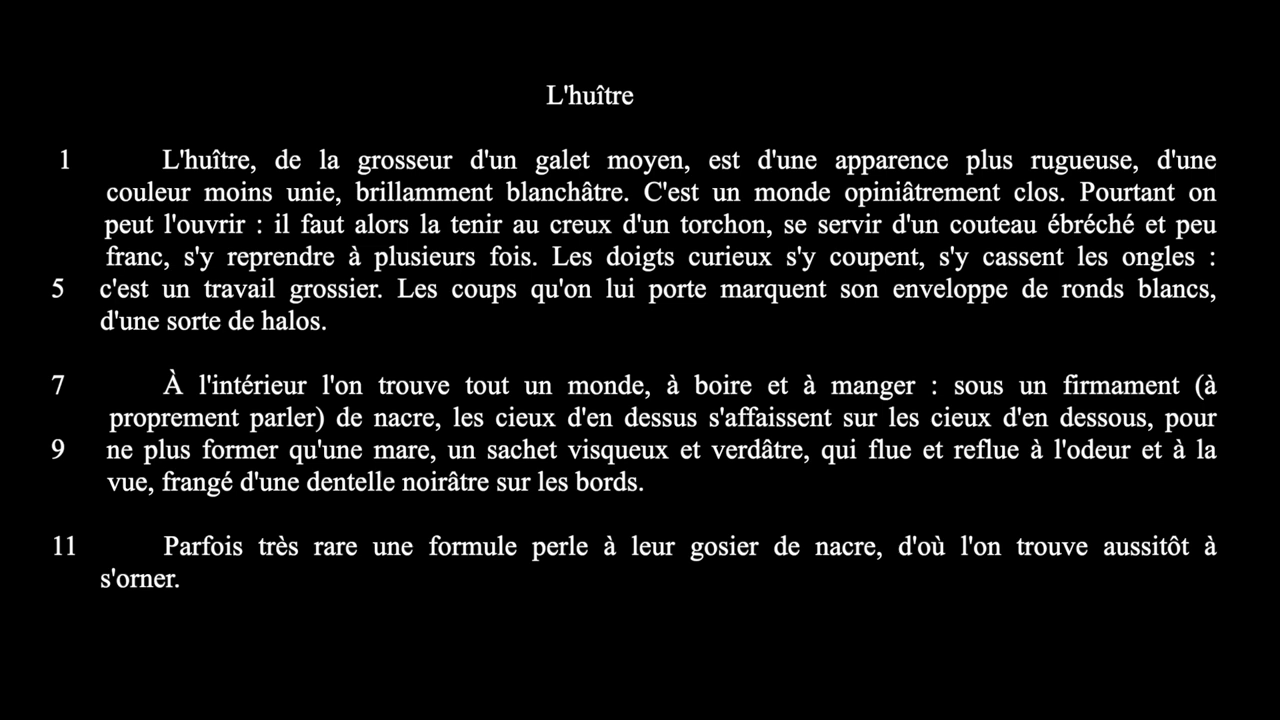 L'huître
1 L'huître, de la grosseur d'un galet moyen, est d'une apparence plus rugueuse, d'une
couleur moins unie, brillamment blanchâtre. C'est un monde opiniâtrement clos. Pourtant on
peut l'ouvrir : il faut alors la tenir au creux d'un torchon, se servir d'un couteau ébréché et peu
franc, s'y reprendre à plusieurs fois. Les doigts curieux s'y coupent, s'y cassent les ongles :
5 c'est un travail grossier. Les coups qu'on lui porte marquent son enveloppe de ronds blancs,
d'une sorte de halos.
7 À l'intérieur l'on trouve tout un monde, à boire et à manger : sous un firmament (à
proprement parler) de nacre, les cieux d'en dessus s'affaissent sur les cieux d'en dessous, pour
9 ne plus former qu'une mare, un sachet visqueux et verdâtre, qui flue et reflue à l'odeur et à la
vue, frangé d'une dentelle noirâtre sur les bords.
11 Parfois très rare une formule perle à leur gosier de nacre, d'où l'on trouve aussitôt à
s'orner.